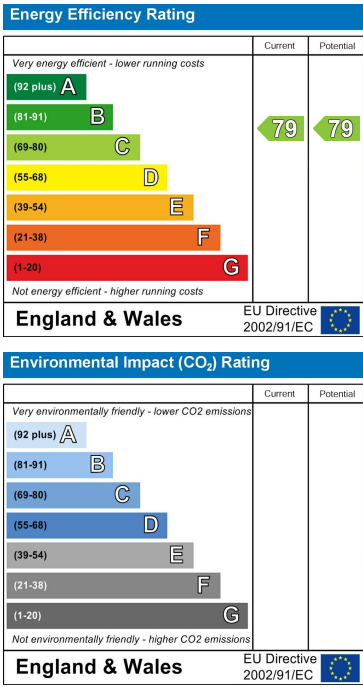 Energy Efficiency Rating
Current Potential
Very energy efficient - lower running costs
(92 plus) A
(81-91) B
79 79
(69-80) C
(55-68) D
(39-54) E
(21-38) F
(1-20) G
Not energy efficient - higher running costs
England & Wales
EU Directive
2002/91/EC
Environmental Impact (CO₂) Rating
Current Potential
Very environmentally friendly - lower CO2 emissions
(92 plus) A
(81-91) B
(69-80) C
(55-68) D
(39-54) E
(21-38) F
(1-20) G
Not environmentally friendly - higher CO2 emissions
England & Wales
EU Directive
2002/91/EC